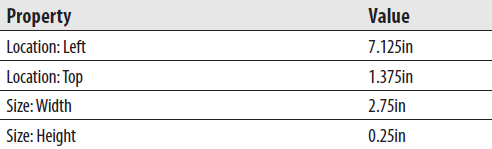 Property Value
Location: Left 7.125in
Location: Top 1.375in
Size: Width 2.75in
Size: Height 0.25in